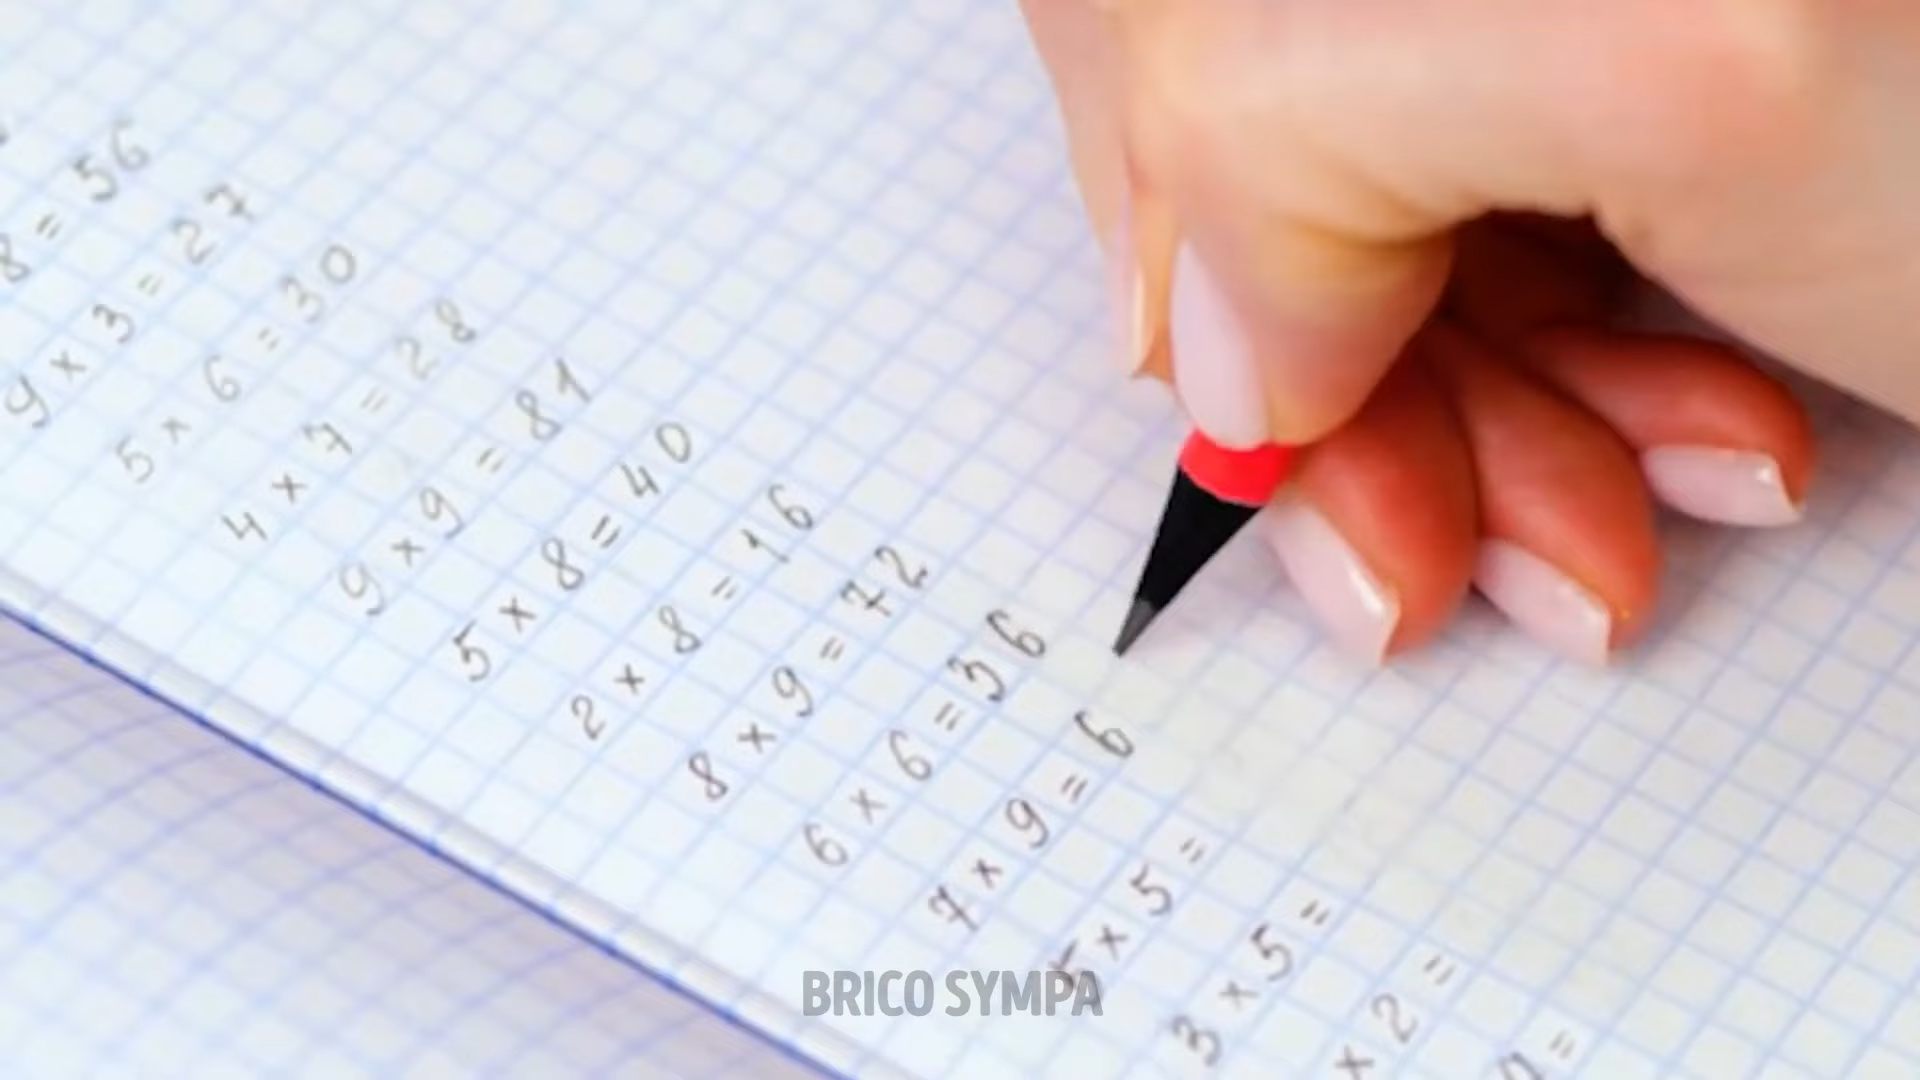 8 = 56
9 x 3 = 27
5 x 6 = 30
4 x 7 = 28
9 x 9 = 81
5 x 8 = 40
2 x 8 = 16
8 x 9 = 72
6 x 6 = 36
7 x 9 = 6
5 x 5 =
3 x 5 =
x 2 =
=
BRICO SYMPA